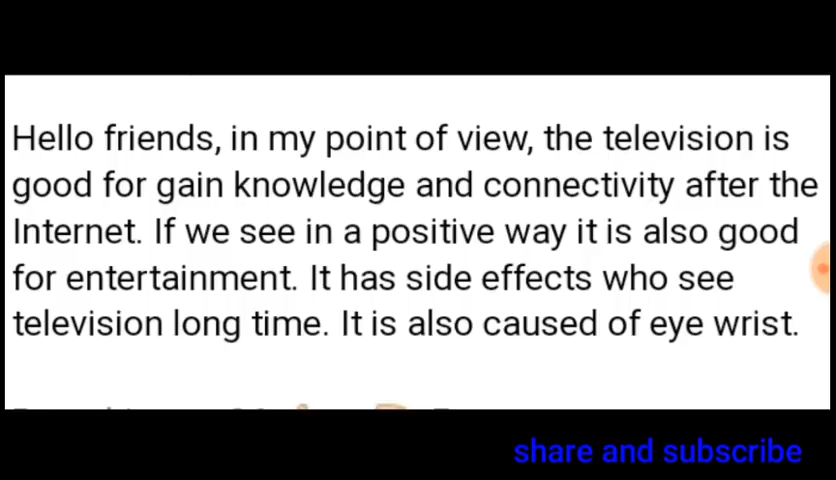 Hello friends, in my point of view, the television is
good for gain knowledge and connectivity after the
Internet. If we see in a positive way it is also good
for entertainment. It has side effects who see
television long time. It is also caused of eye wrist.
share and subscribe